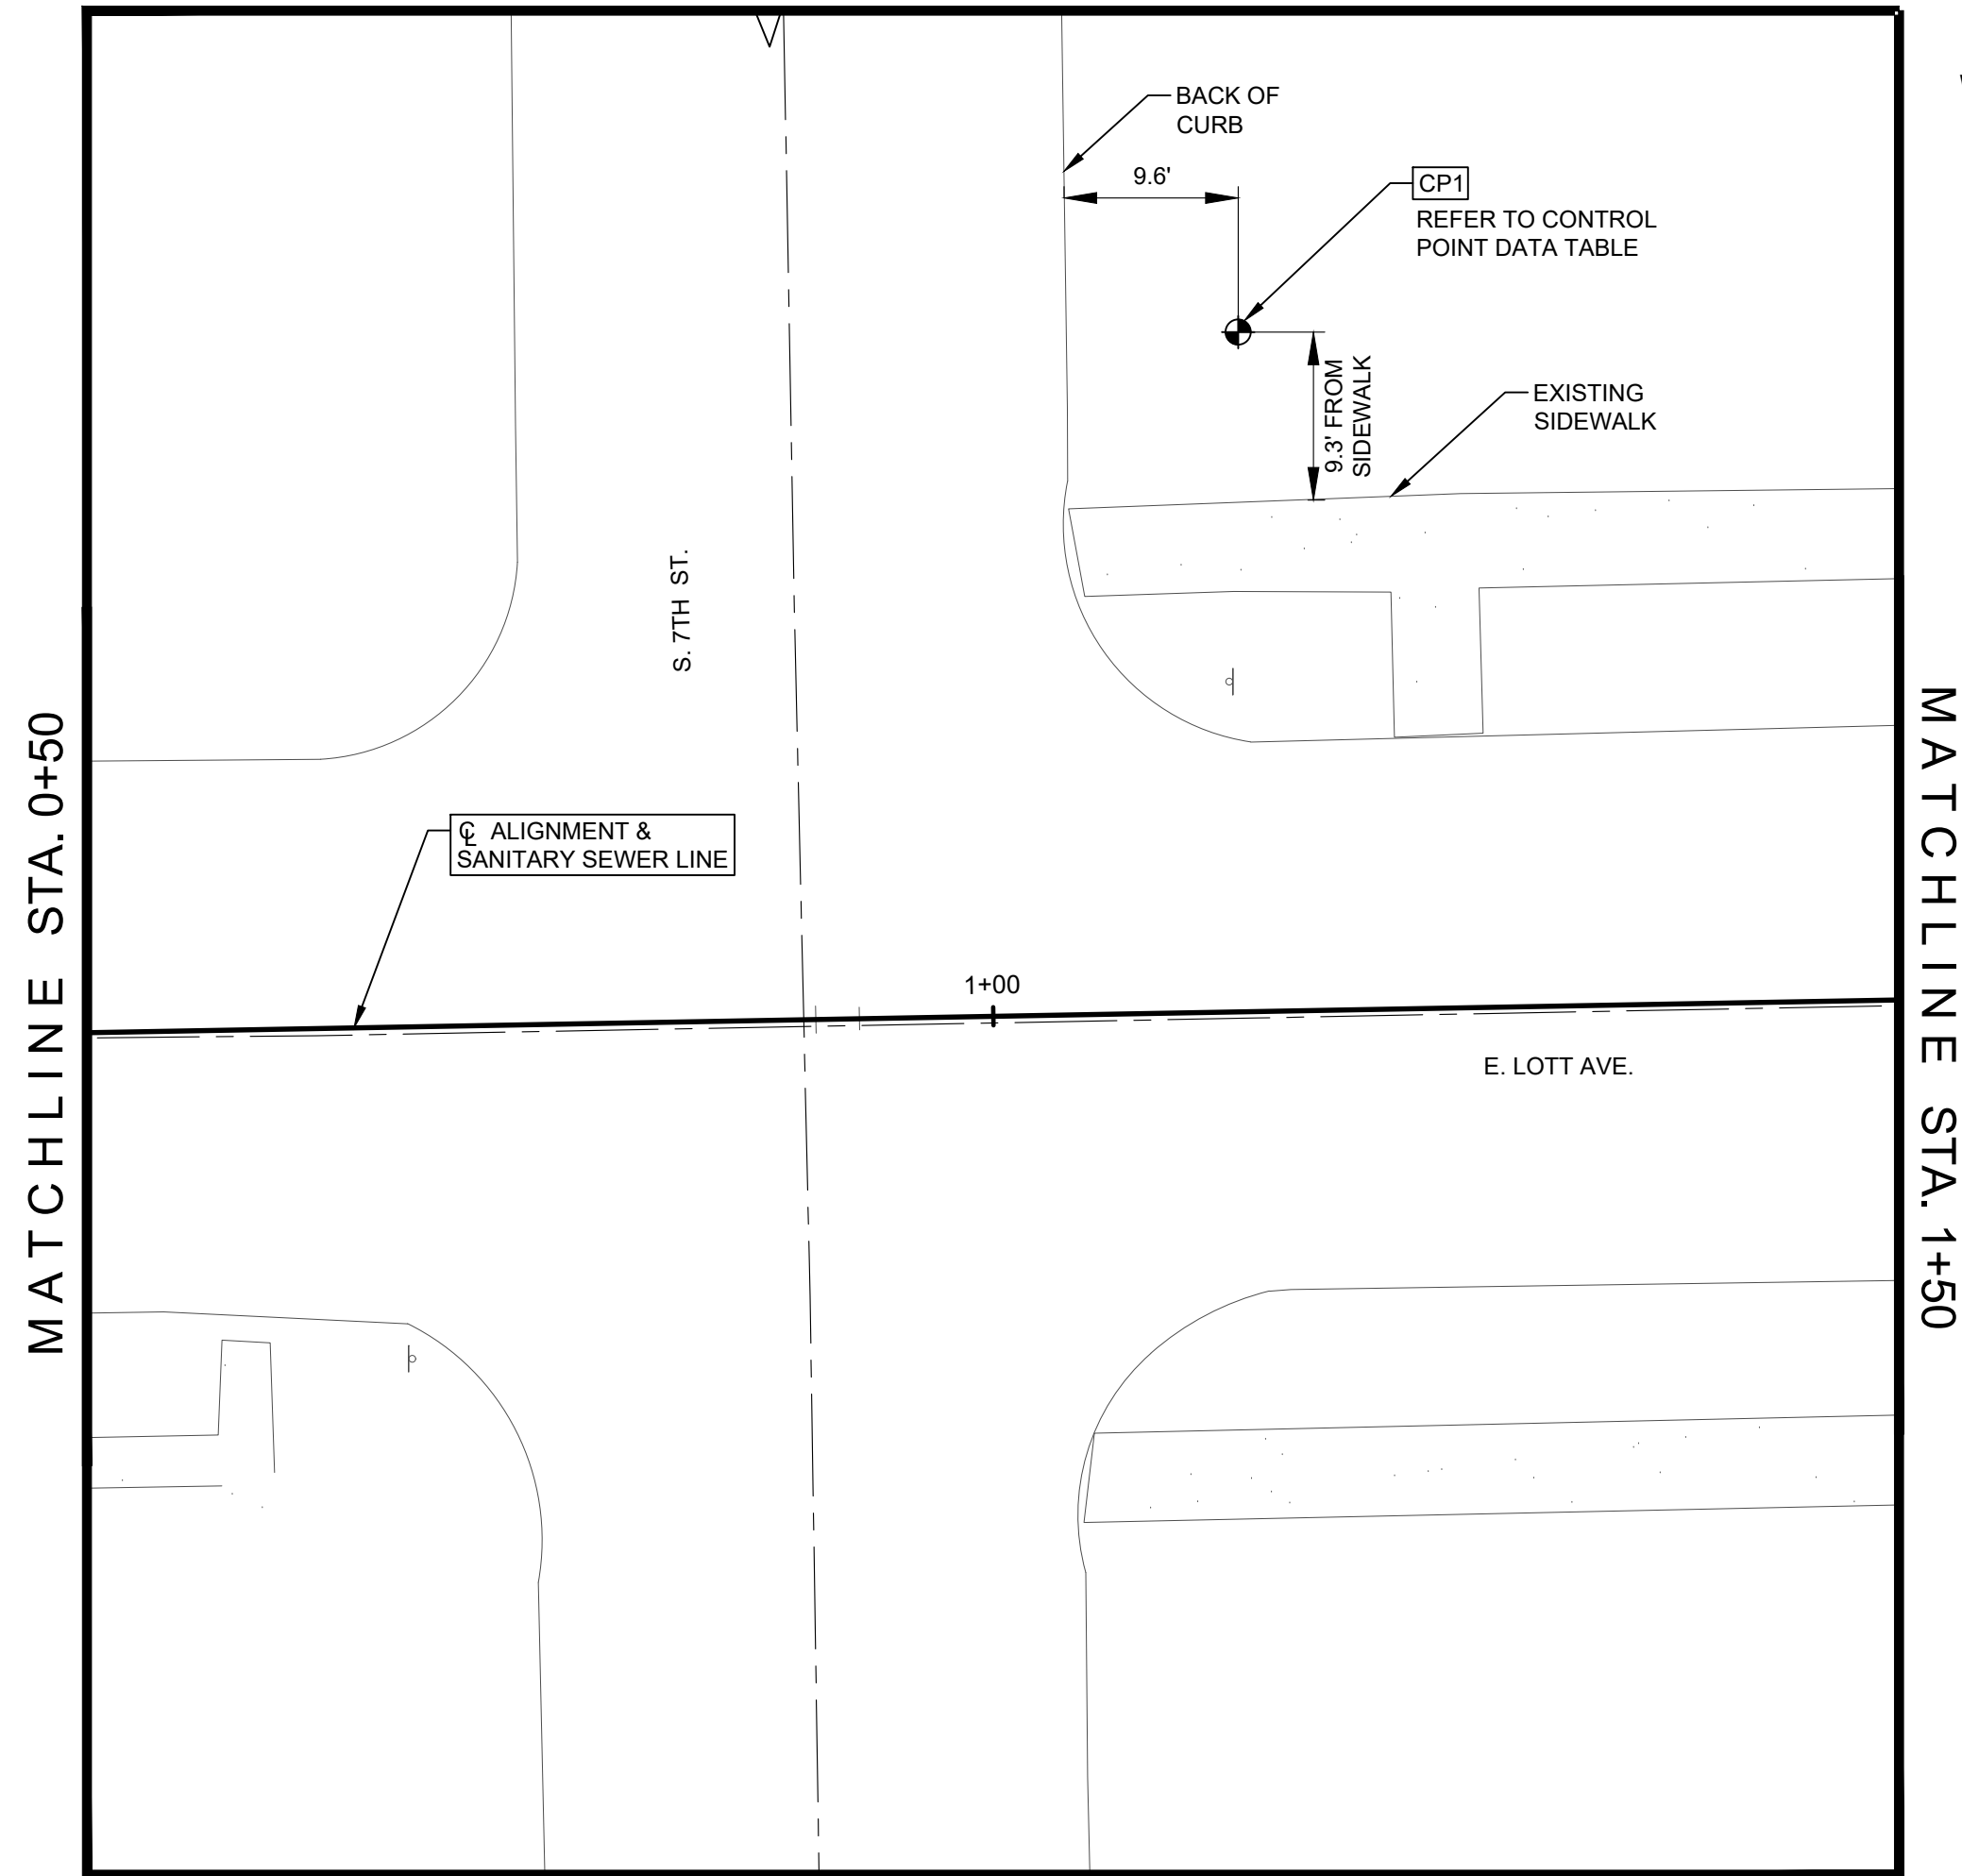 BACK OF
CURB
9.6'
CP1
REFER TO CONTROL
POINT DATA TABLE
9.3' FROM
SIDEWALK
EXISTING
SIDEWALK
S. 7TH ST.
MATCHLINE STA. 0+50
MATCHLINE STA. 1+50
℄ ALIGNMENT &
SANITARY SEWER LINE
1+00
E. LOTT AVE.